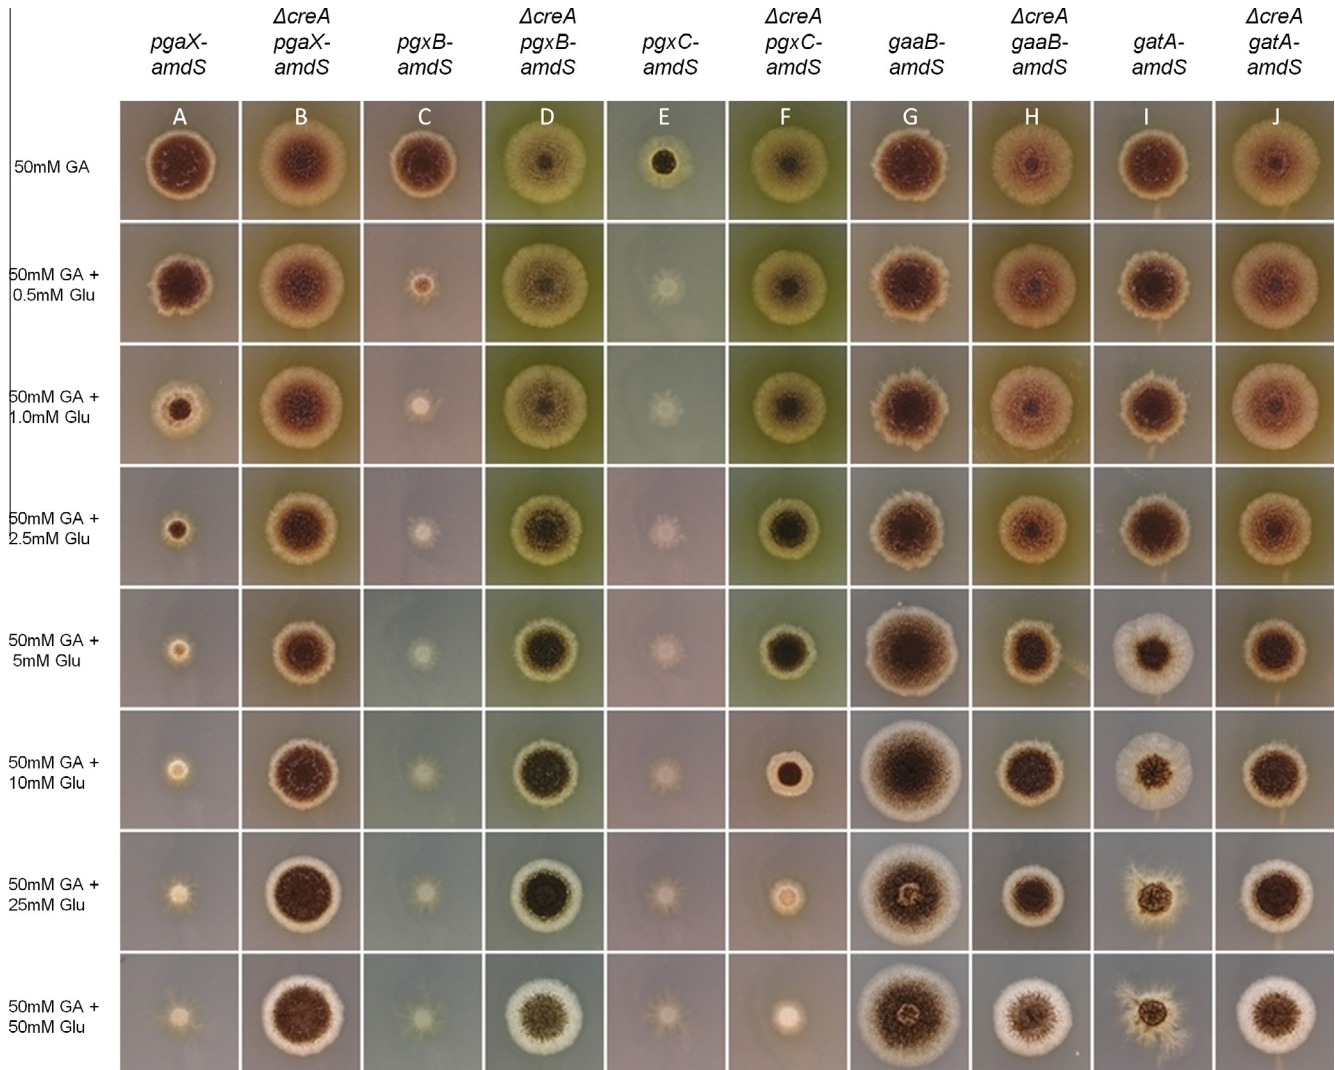 ΔcreA ΔcreA ΔcreA ΔcreA ΔcreA
pgaX- pgaX- pgxB- pgxB- pgxC- pgxC- gaaB- gaaB- gatA- gatA-
amdS amdS amdS amdS amdS amdS amdS amdS amdS amdS
A B C D E F G H I J
50mM GA
50mM GA +
0.5mM Glu
50mM GA +
1.0mM Glu
50mM GA +
2.5mM Glu
50mM GA +
5mM Glu
50mM GA +
10mM Glu
50mM GA +
25mM Glu
50mM GA +
50mM Glu